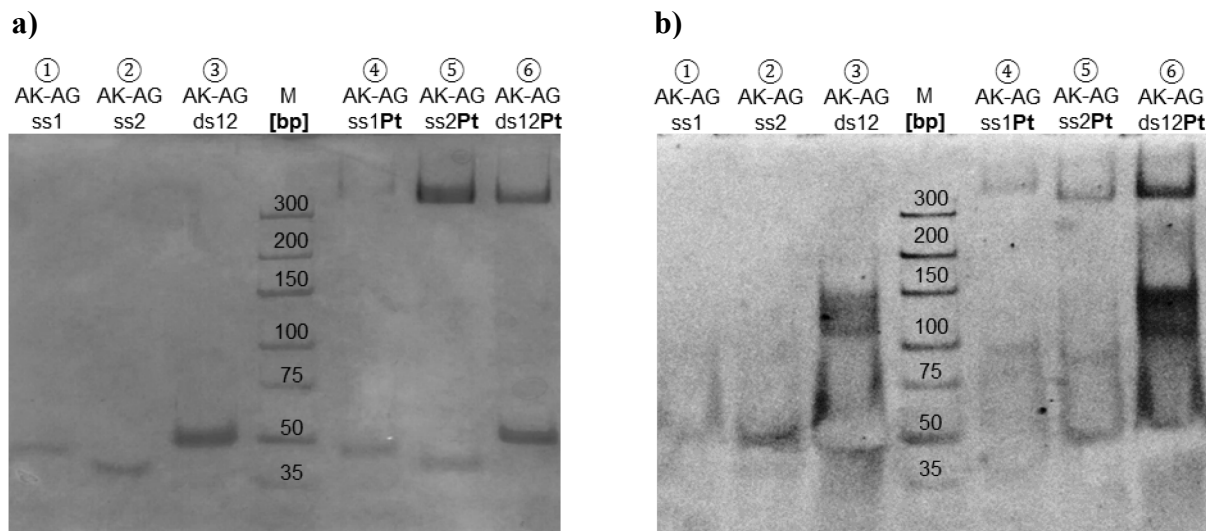 a)
① ② ③ ④ ⑤ ⑥
AK-AG AK-AG AK-AG M AK-AG AK-AG AK-AG
ss1 ss2 ds12 [bp] ss1Pt ss2Pt ds12Pt
300
200
150
100
75
50
35
b)
① ② ③ ④ ⑤ ⑥
AK-AG AK-AG AK-AG M AK-AG AK-AG AK-AG
ss1 ss2 ds12 [bp] ss1Pt ss2Pt ds12Pt
300
200
150
100
75
50
35